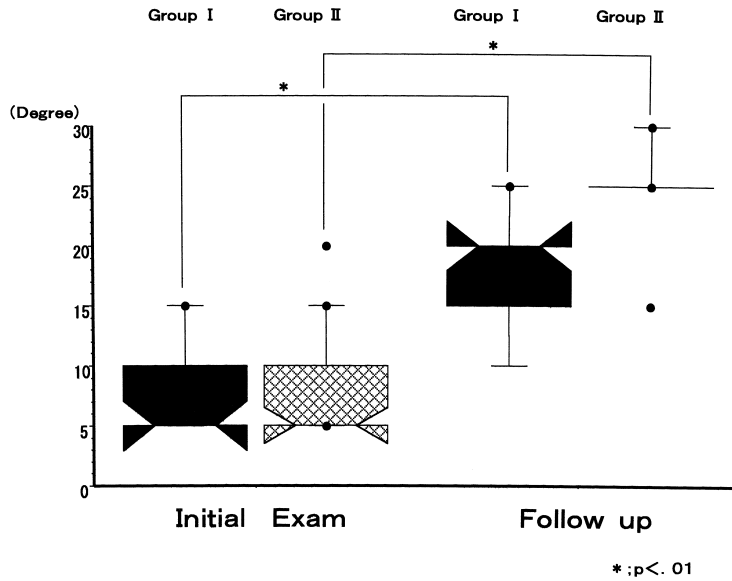 Group I Group II Group I Group II
*
*
(Degree)
30
25
20
15
10
5
0
Initial Exam Follow up
* ;p<. 01